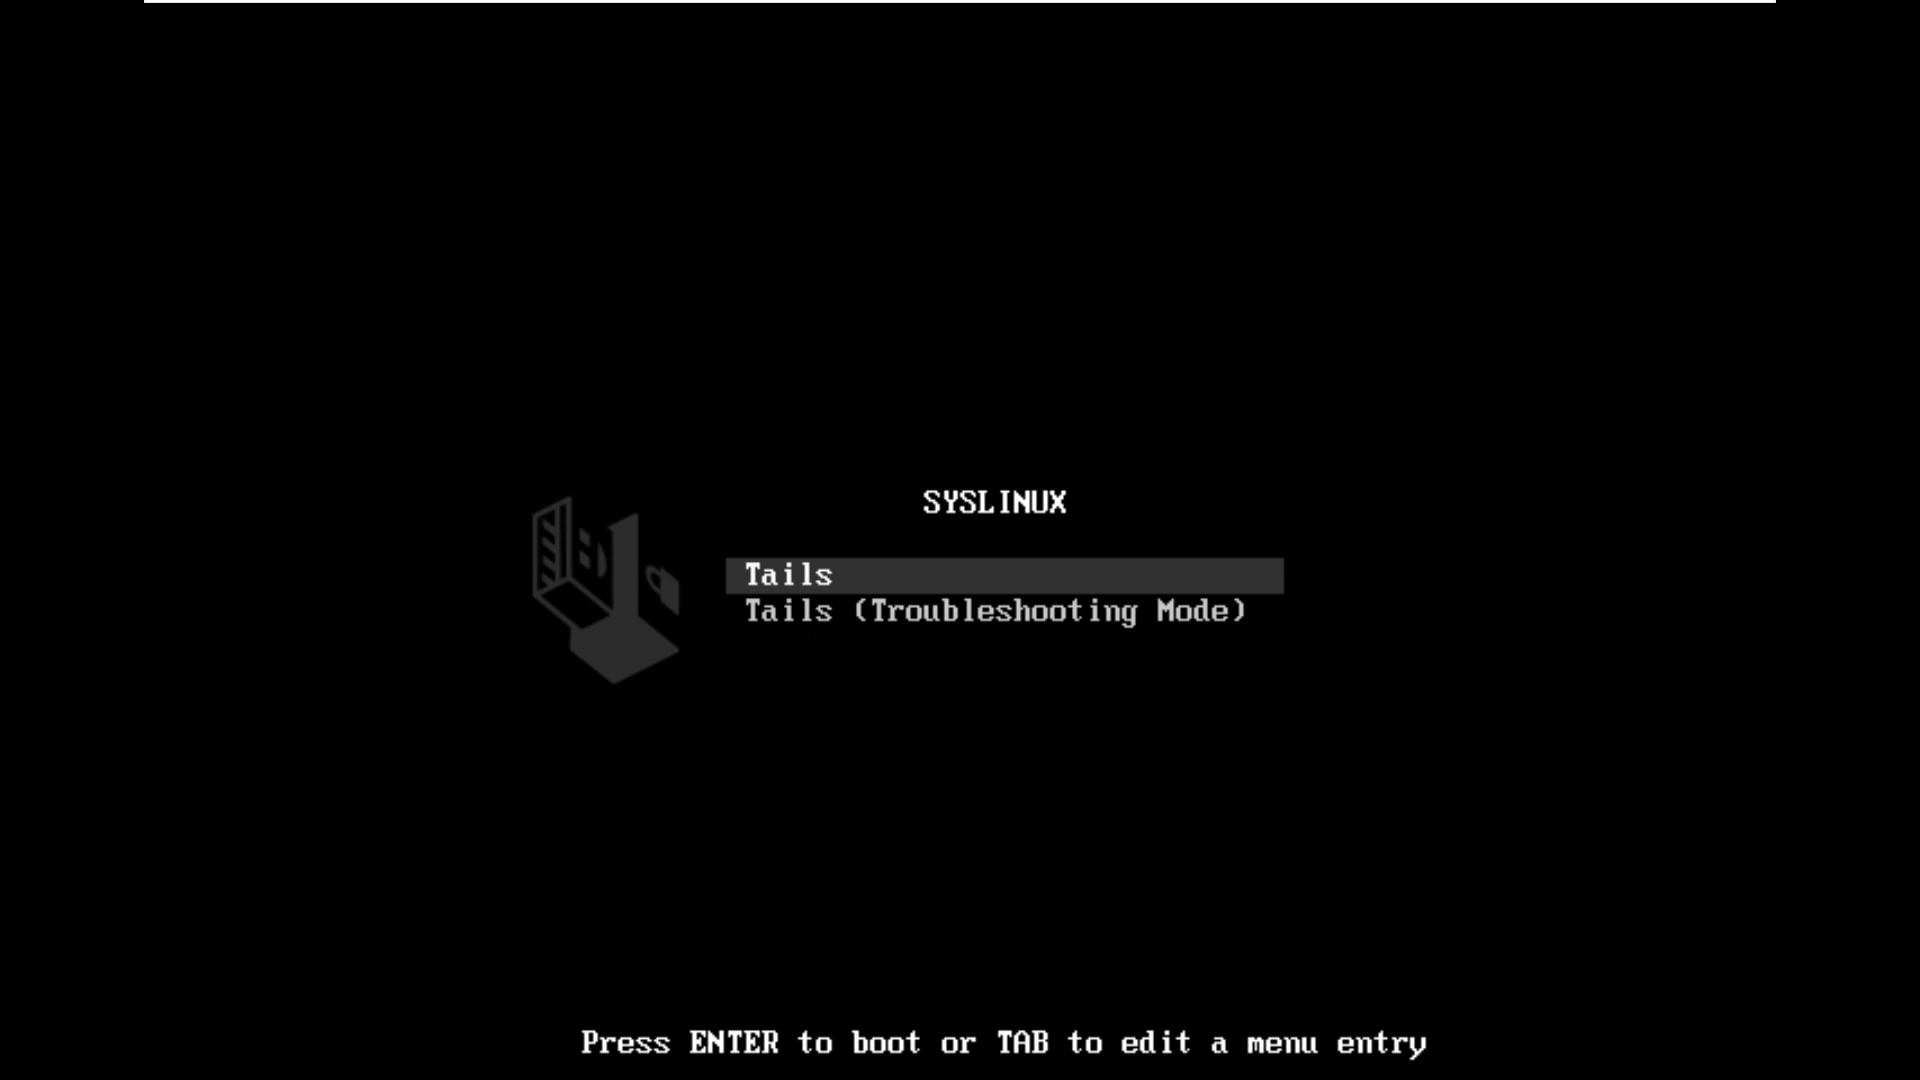 SYSLINUX
Tails
Tails (Troubleshooting Mode)
Press ENTER to boot or TAB to edit a menu entry